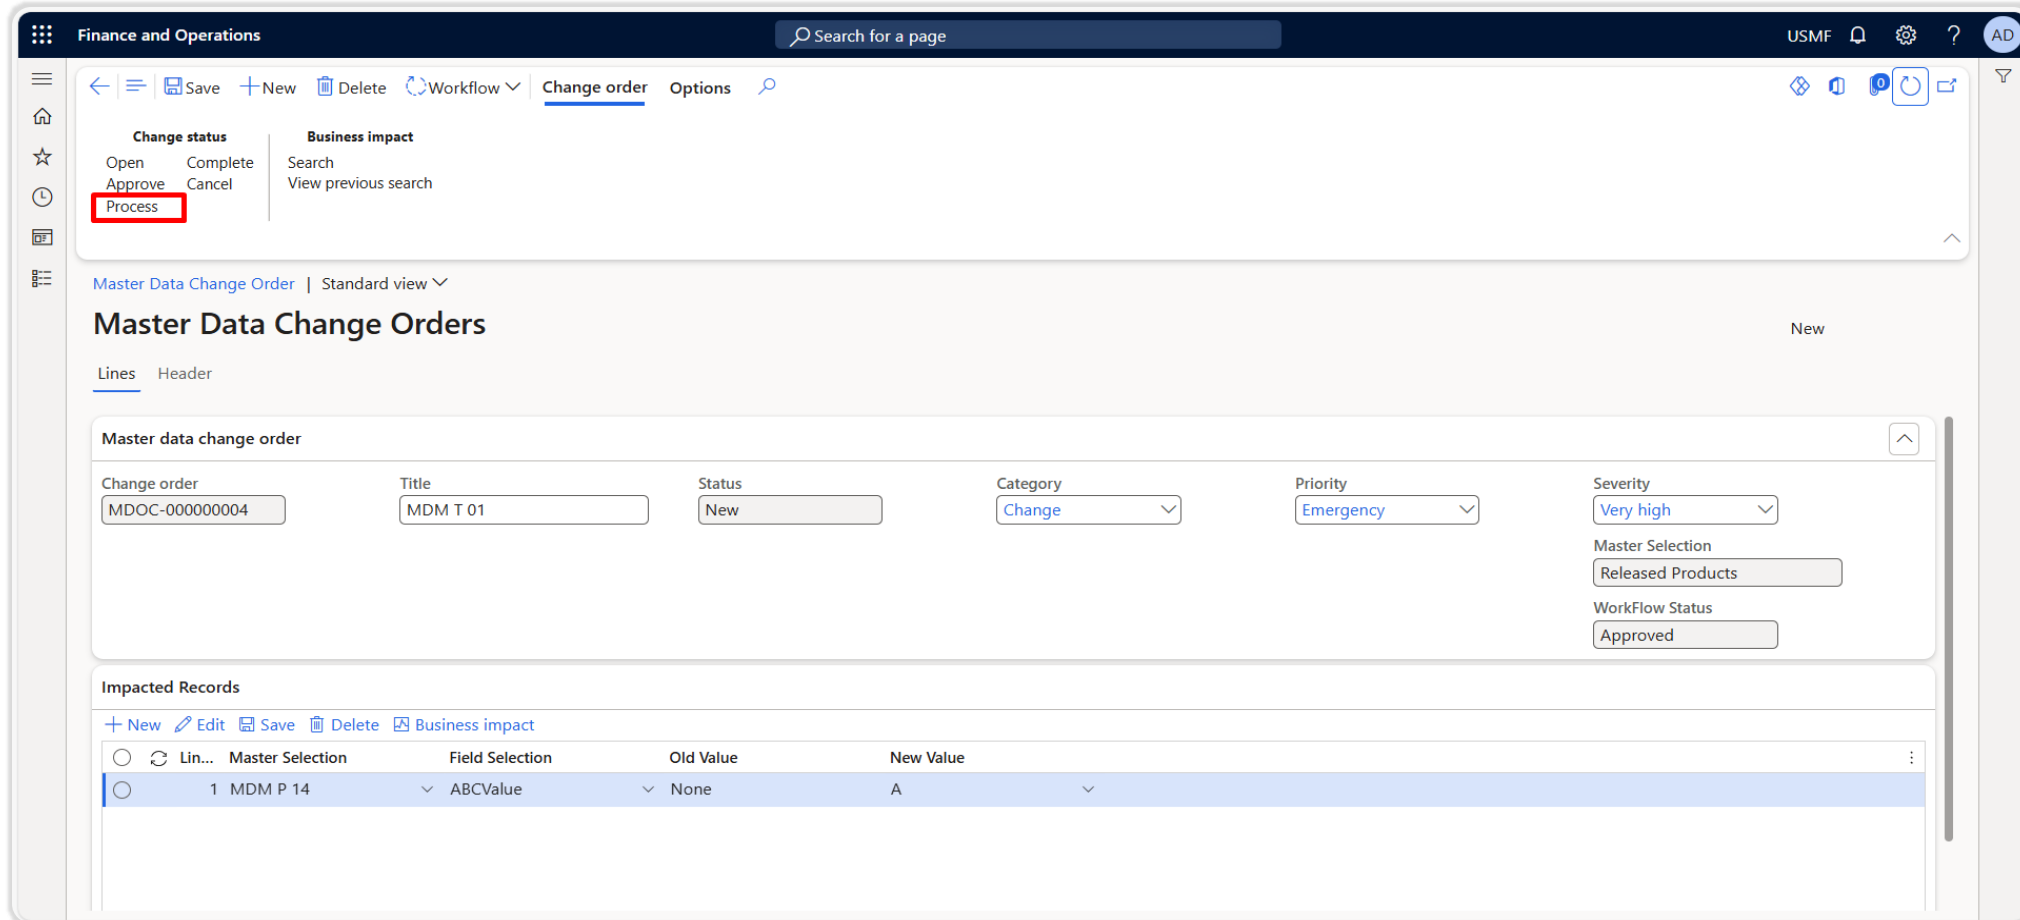 Finance and Operations Search for a page USMF ? AD
Save New Delete Workflow Change order Options 0
Change status Business impact
Open Complete Search
Approve Cancel View previous search
Process
Master Data Change Order | Standard view
Master Data Change Orders New
Lines Header
Master data change order
Change order Title Status Category Priority Severity
MDOC-000000004 MDM T 01 New Change Emergency Very high
Master Selection
Released Products
WorkFlow Status
Approved
Impacted Records
New Edit Save Delete Business impact
Lin... Master Selection Field Selection Old Value New Value
1 MDM P 14 ABCValue None A